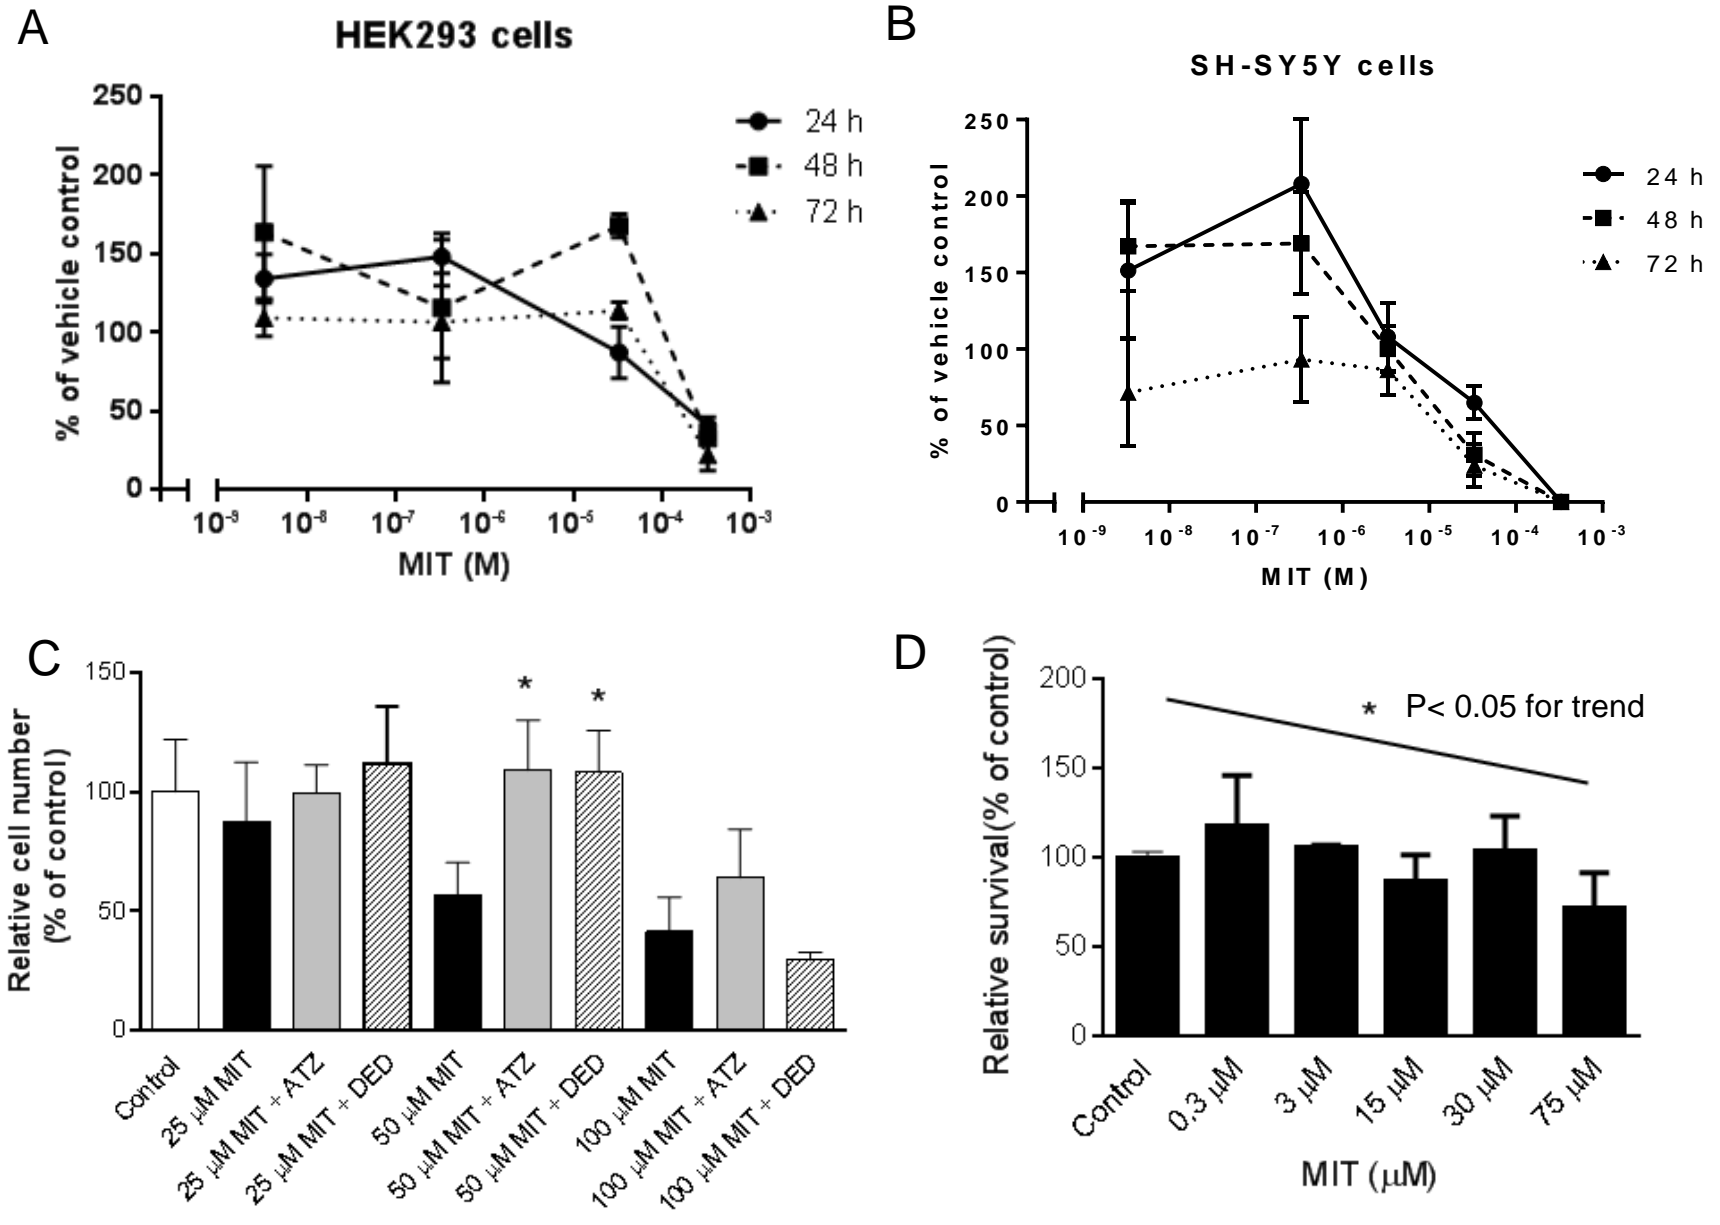 A
HEK293 cells
250
200
150
100
50
0
% of vehicle control
10⁻⁹ 10⁻⁸ 10⁻⁷ 10⁻⁶ 10⁻⁵ 10⁻⁴ 10⁻³
MIT (M)
24 h
48 h
72 h
B
SH-SY5Y cells
250
200
150
100
50
0
% of vehicle control
10⁻⁹ 10⁻⁸ 10⁻⁷ 10⁻⁶ 10⁻⁵ 10⁻⁴ 10⁻³
MIT (M)
24 h
48 h
72 h
C
150
100
50
0
Relative cell number
(% of control)
* *
Control
25 μM MIT
25 μM MIT + ATZ
25 μM MIT + DED
50 μM MIT
50 μM MIT + ATZ
50 μM MIT + DED
100 μM MIT
100 μM MIT + ATZ
100 μM MIT + DED
D
200
150
100
50
0
Relative survival(% of control)
* P< 0.05 for trend
Control
0.3 μM
3 μM
15 μM
30 μM
75 μM
MIT (μM)